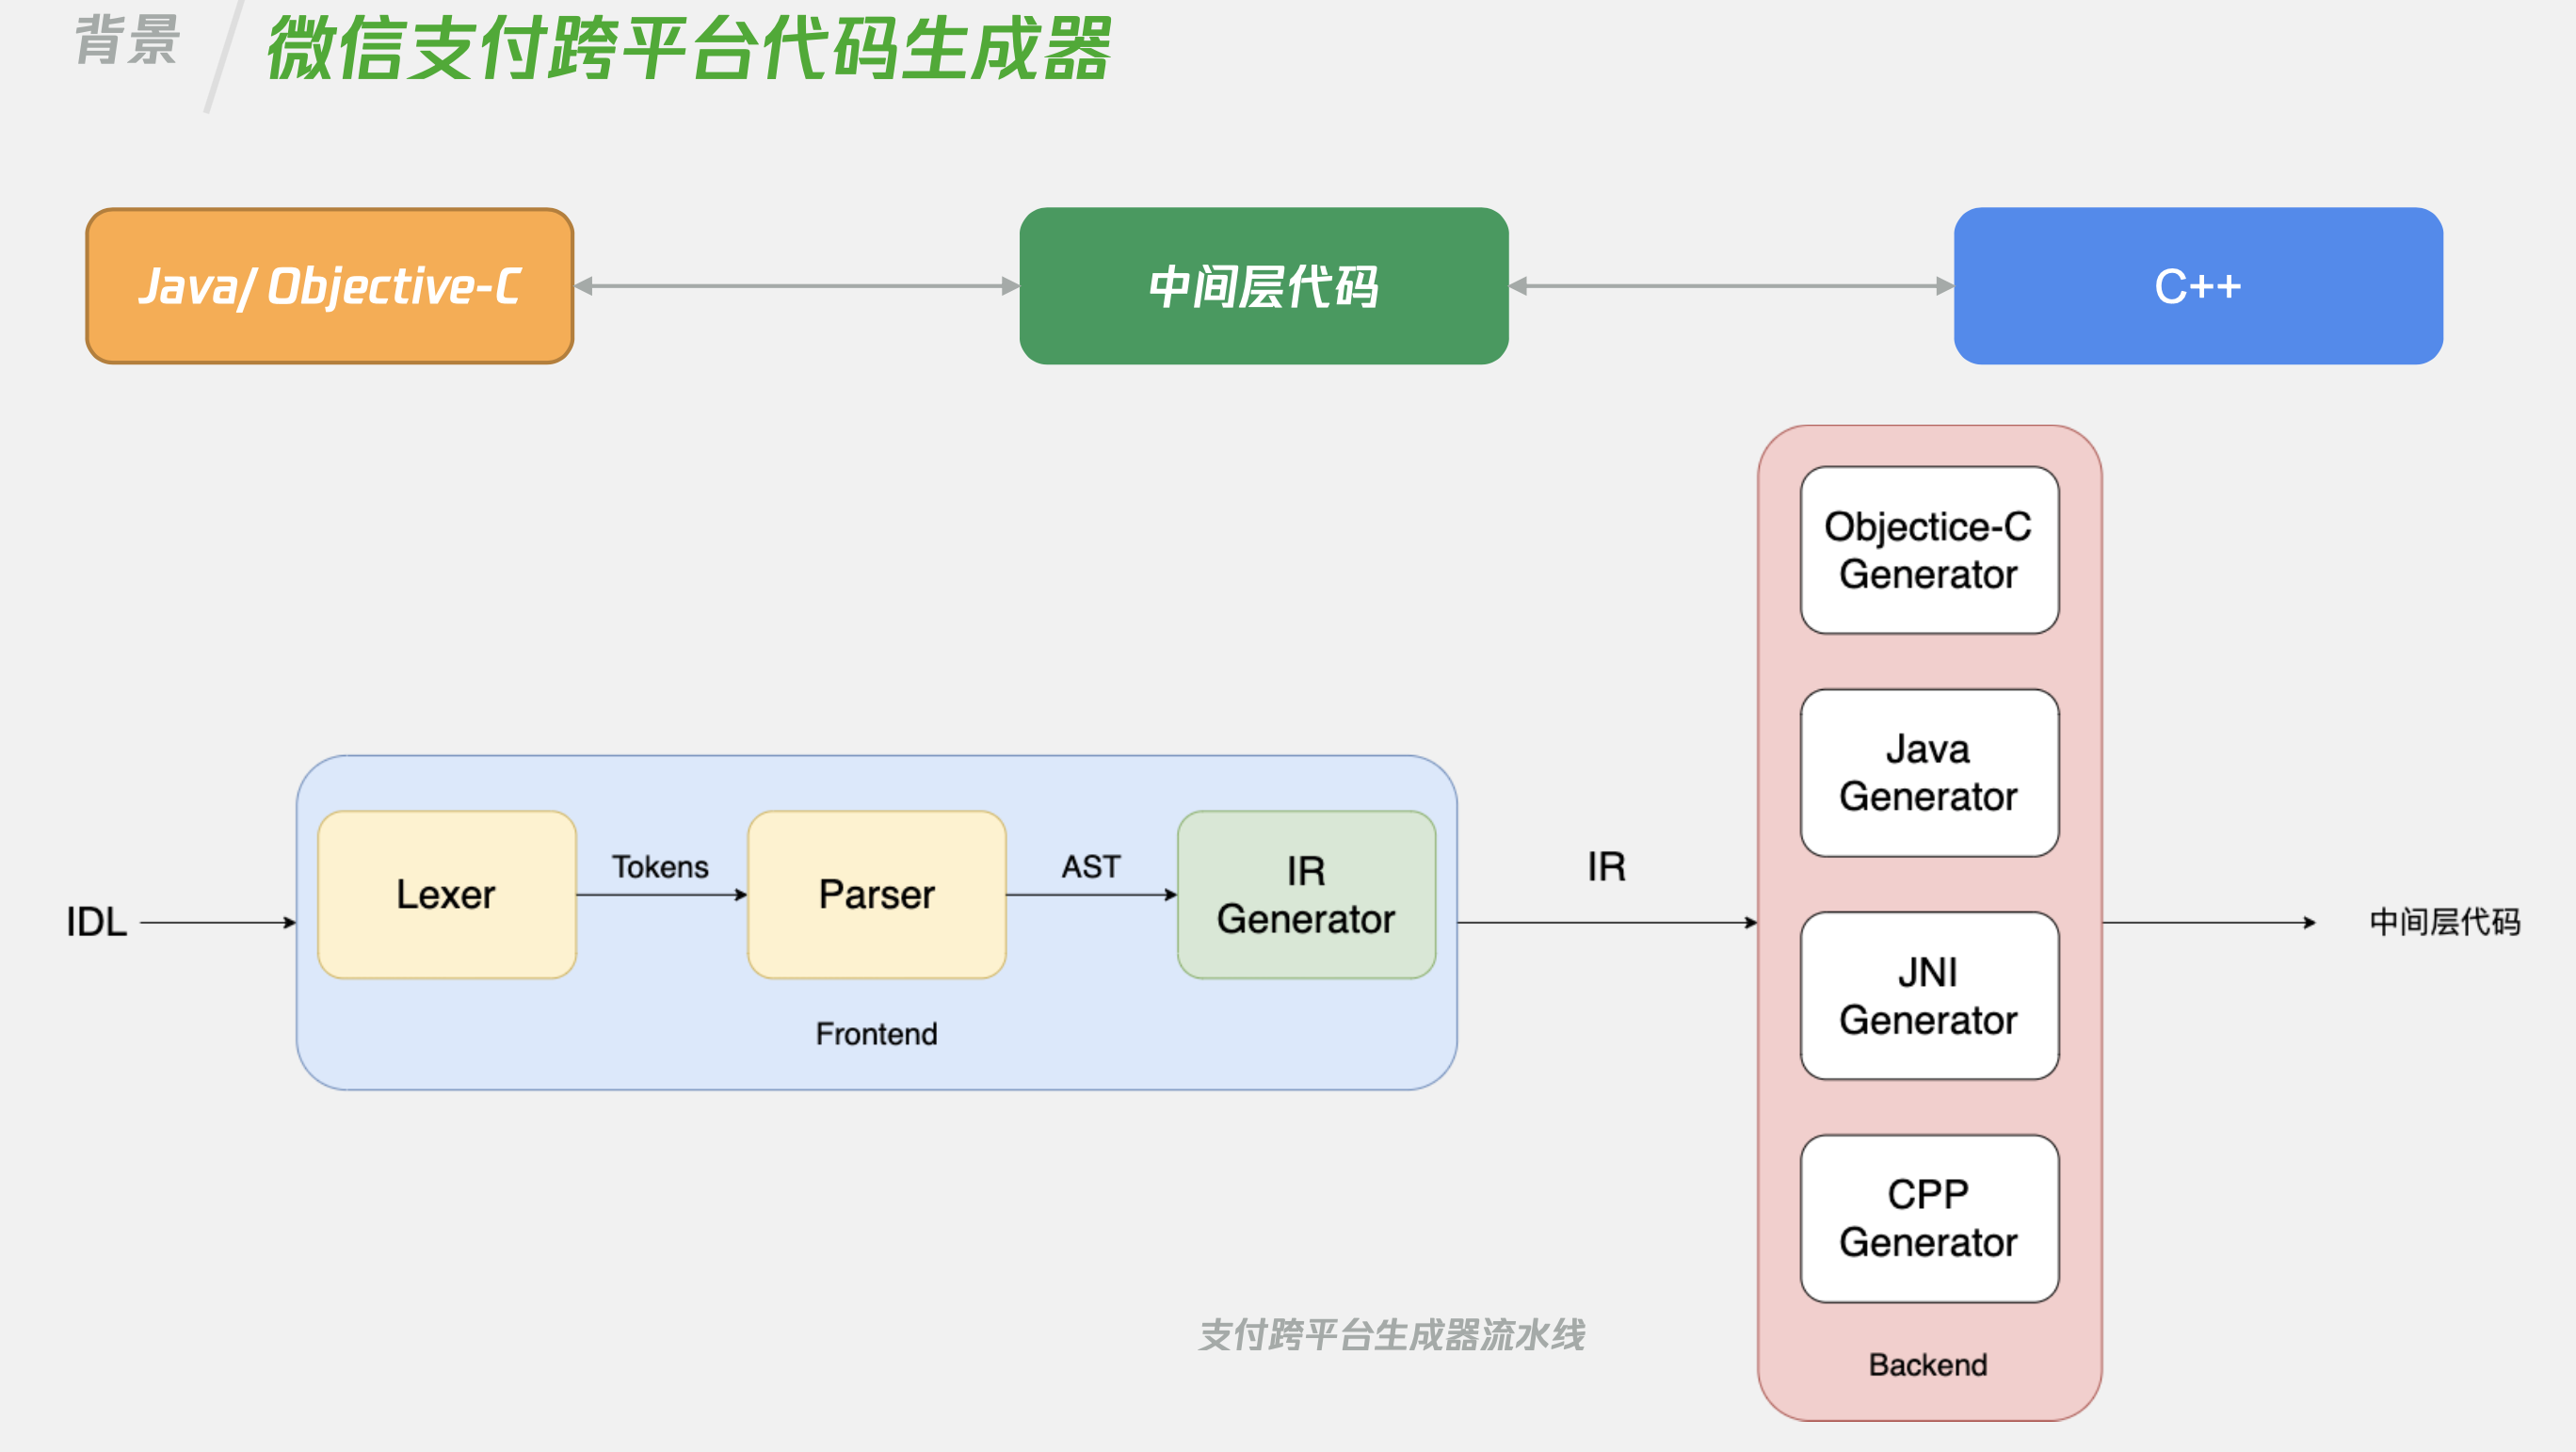 背景
微信支付跨平台代码生成器
Java/ Objective-C
中间层代码
C++
IDL
Lexer
Tokens
Parser
AST
IR
Generator
Frontend
IR
Objectice-C
Generator
Java
Generator
JNI
Generator
CPP
Generator
Backend
中间层代码
支付跨平台生成器流水线